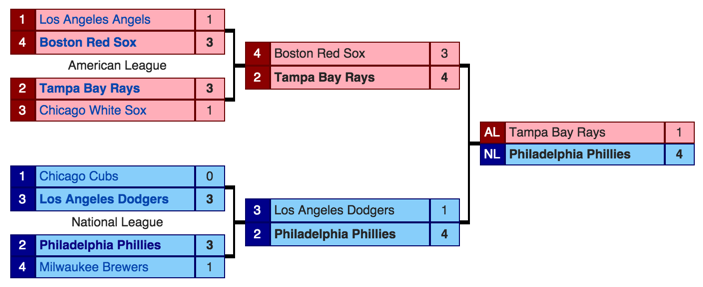 1 Los Angeles Angels 1
4 Boston Red Sox 3
American League
2 Tampa Bay Rays 3
3 Chicago White Sox 1
4 Boston Red Sox 3
2 Tampa Bay Rays 4
AL Tampa Bay Rays 1
NL Philadelphia Phillies 4
1 Chicago Cubs 0
3 Los Angeles Dodgers 3
National League
2 Philadelphia Phillies 3
4 Milwaukee Brewers 1
3 Los Angeles Dodgers 1
2 Philadelphia Phillies 4